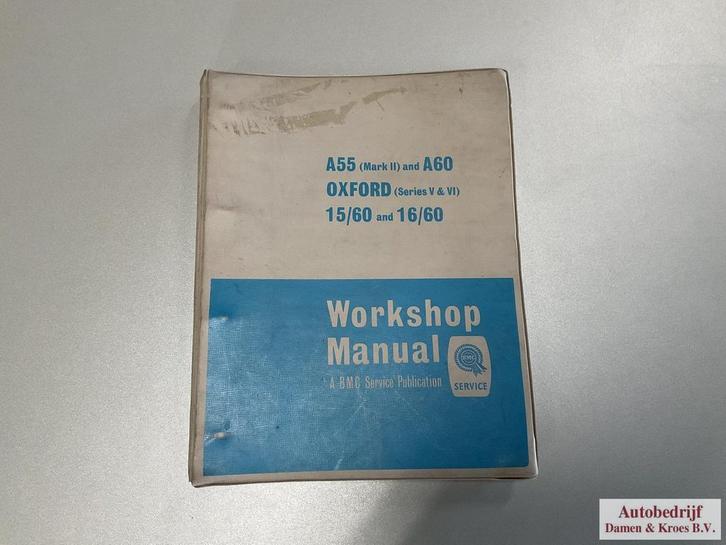 A55 (Mark II) and A60
OXFORD (Series V & VI)
15/60 and 16/60
Workshop
Manual
A BMC Service Publication
BMC
SERVICE
Autobedrijf
Damen & Kroes B.V.